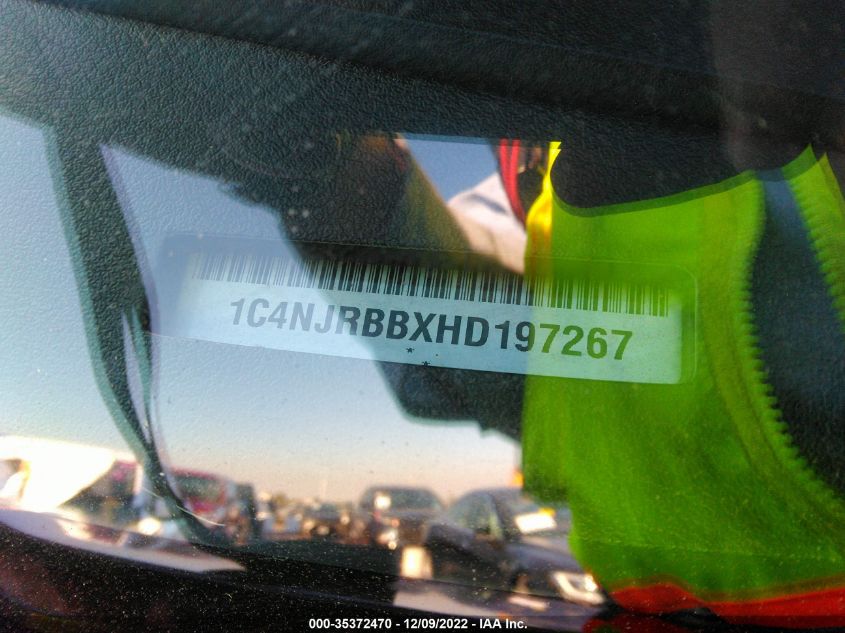 1C4NJRBBXHD197267
* *
000-35372470 - 12/09/2022 - IAA Inc.